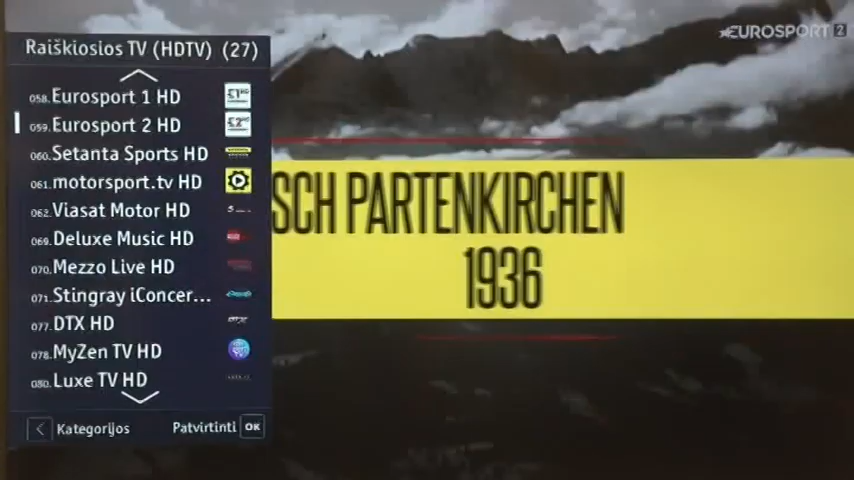 Raiškiosios TV (HDTV) (27)
058. Eurosport 1 HD
059. Eurosport 2 HD
060. Setanta Sports HD
061. motorsport.tv HD
062. Viasat Motor HD
069. Deluxe Music HD
070. Mezzo Live HD
071. Stingray iConcer...
077. DTX HD
078. MyZen TV HD
080. Luxe TV HD
Kategorijos Patvirtinti OK
EUROSPORT 2
SCH PARTENKIRCHEN
1936